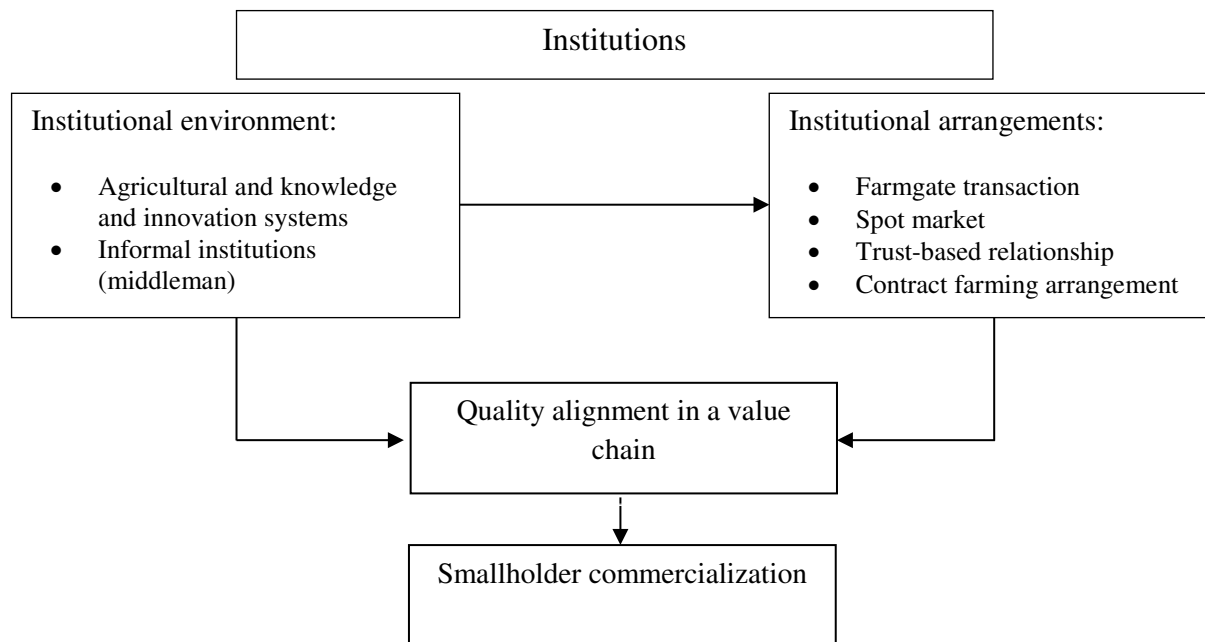 Institutions
Institutional environment:
• Agricultural and knowledge
and innovation systems
• Informal institutions
(middleman)
Institutional arrangements:
• Farmgate transaction
• Spot market
• Trust-based relationship
• Contract farming arrangement
Quality alignment in a value
chain
Smallholder commercialization